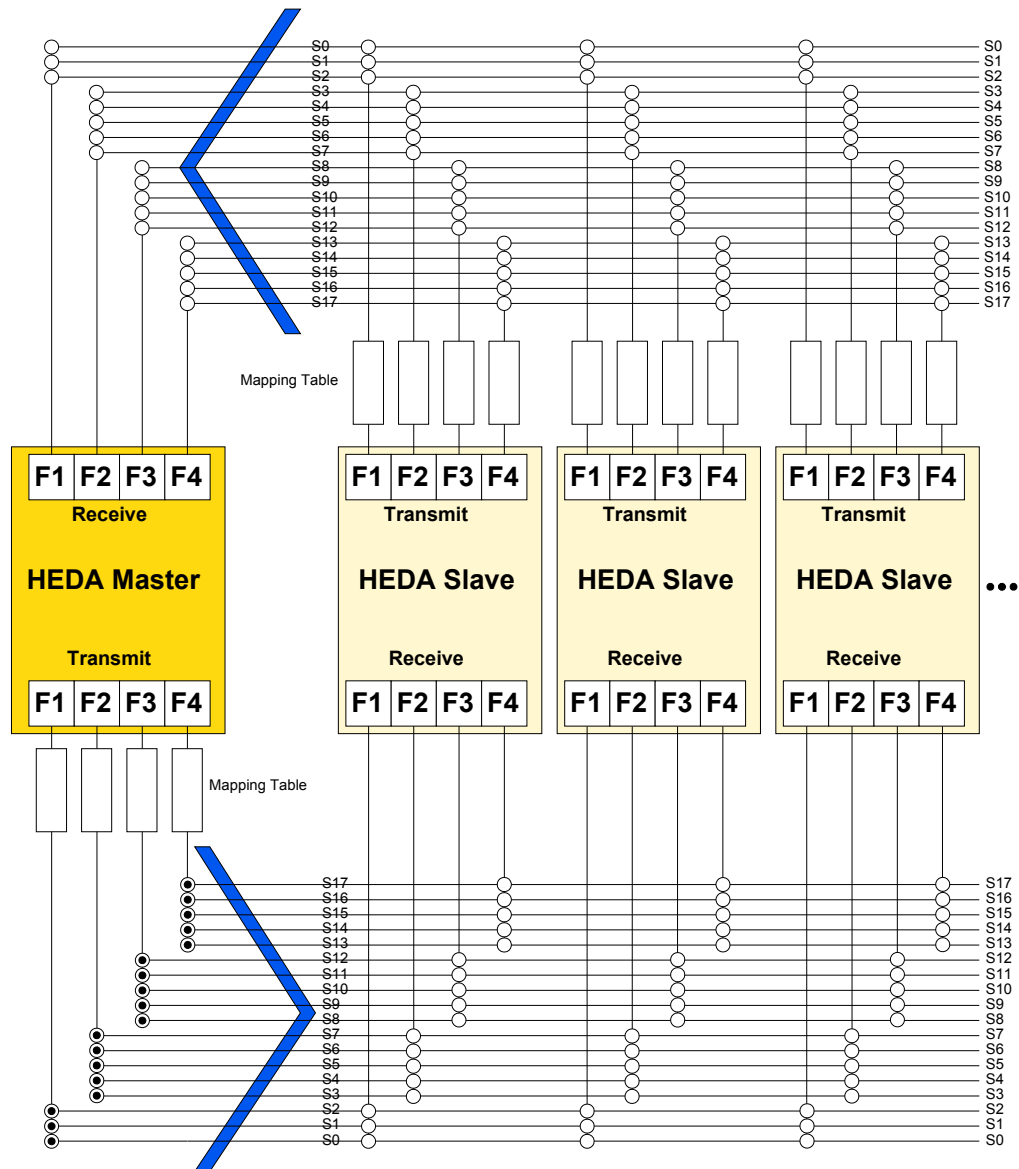 S0 S0
S1 S1
S2 S2
S3 S3
S4 S4
S5 S5
S6 S6
S7 S7
S8 S8
S9 S9
S10 S10
S11 S11
S12 S12
S13 S13
S14 S14
S15 S15
S16 S16
S17 S17
Mapping Table
F1 F2 F3 F4 F1 F2 F3 F4 F1 F2 F3 F4 F1 F2 F3 F4
Receive Transmit Transmit Transmit
HEDA Master HEDA Slave HEDA Slave HEDA Slave ...
Transmit Receive Receive Receive
F1 F2 F3 F4 F1 F2 F3 F4 F1 F2 F3 F4 F1 F2 F3 F4
Mapping Table
S17 S17
S16 S16
S15 S15
S14 S14
S13 S13
S12 S12
S11 S11
S10 S10
S9 S9
S8 S8
S7 S7
S6 S6
S5 S5
S4 S4
S3 S3
S2 S2
S1 S1
S0 S0